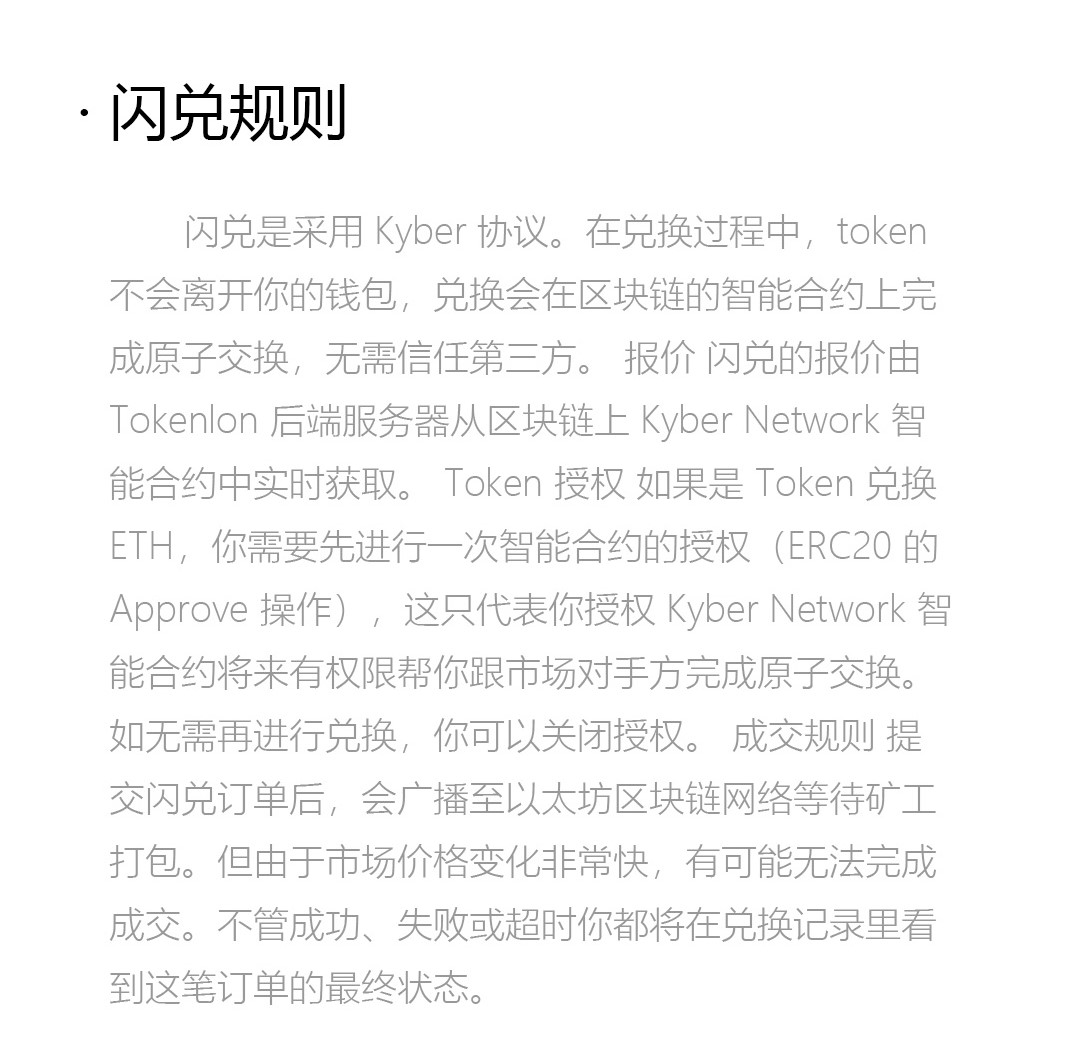 · 闪兑规则
闪兑是采用 Kyber 协议。在兑换过程中，token
不会离开你的钱包，兑换会在区块链的智能合约上完
成原子交换，无需信任第三方。 报价 闪兑的报价由
Tokenlon 后端服务器从区块链上 Kyber Network 智
能合约中实时获取。 Token 授权 如果是 Token 兑换
ETH，你需要先进行一次智能合约的授权（ERC20 的
Approve 操作），这只代表你授权 Kyber Network 智
能合约将来有权限帮你跟市场对手方完成原子交换。
如无需再进行兑换，你可以关闭授权。 成交规则 提
交闪兑订单后，会广播至以太坊区块链网络等待矿工
打包。但由于市场价格变化非常快，有可能无法完成
成交。不管成功、失败或超时你都将在兑换记录里看
到这笔订单的最终状态。